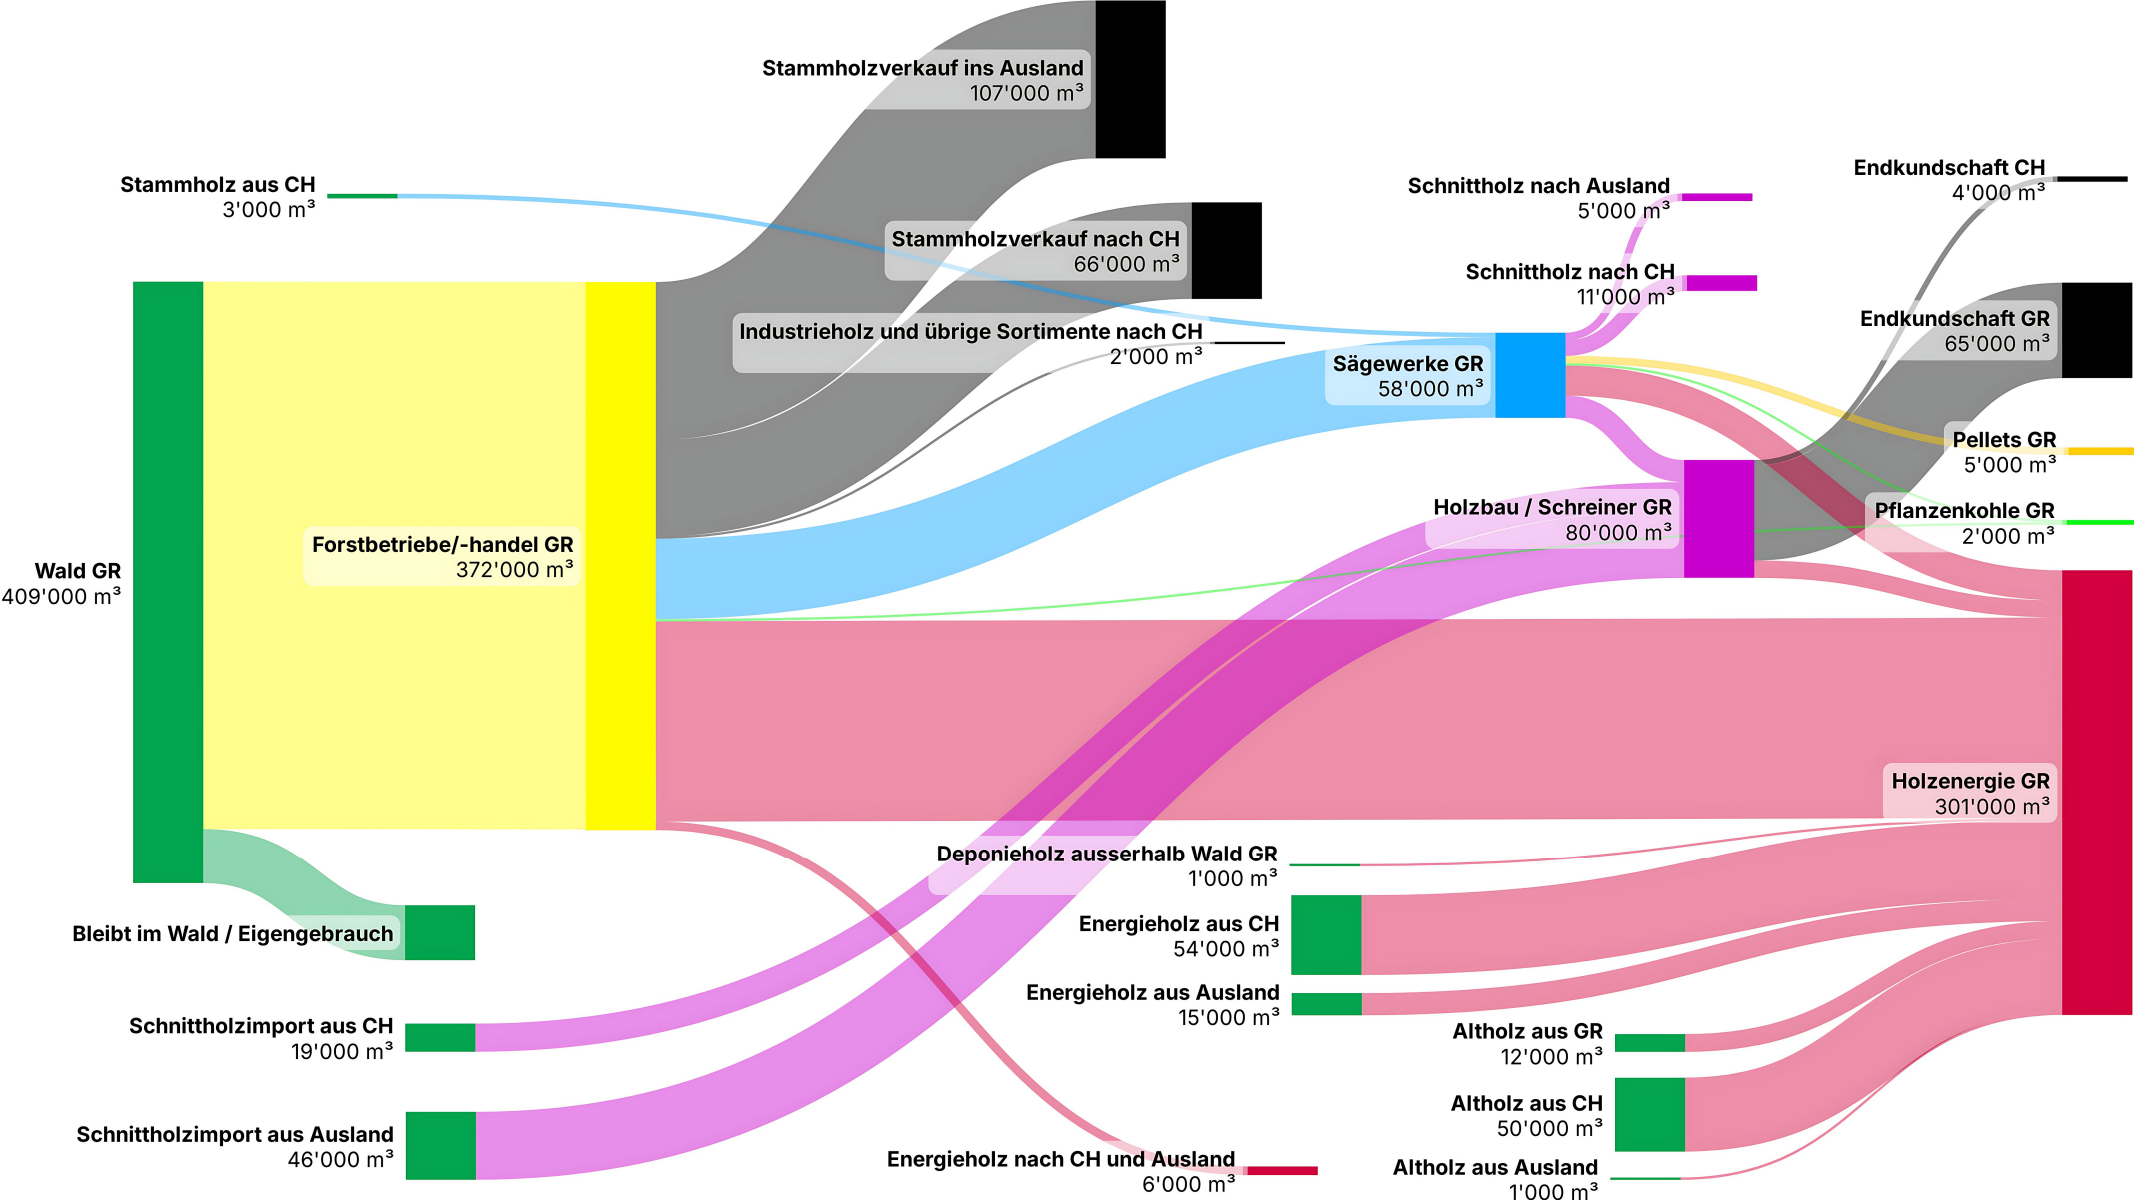 Stammholzverkauf ins Ausland
107'000 m³
Stammholz aus CH
3'000 m³
Stammholzverkauf nach CH
66'000 m³
Industrieholz und übrige Sortimente nach CH
2'000 m³
Schnittholz nach Ausland
5'000 m³
Schnittholz nach CH
11'000 m³
Endkundschaft CH
4'000 m³
Endkundschaft GR
65'000 m³
Sägewerke GR
58'000 m³
Pellets GR
5'000 m³
Holzbau / Schreiner GR
80'000 m³
Pflanzenkohle GR
2'000 m³
Forstbetriebe/-handel GR
372'000 m³
Wald GR
409'000 m³
Holzenergie GR
301'000 m³
Deponieholz ausserhalb Wald GR
1'000 m³
Bleibt im Wald / Eigengebrauch
Energieholz aus CH
54'000 m³
Energieholz aus Ausland
15'000 m³
Schnittholzimport aus CH
19'000 m³
Altholz aus GR
12'000 m³
Altholz aus CH
50'000 m³
Schnittholzimport aus Ausland
46'000 m³
Energieholz nach CH und Ausland
6'000 m³
Altholz aus Ausland
1'000 m³